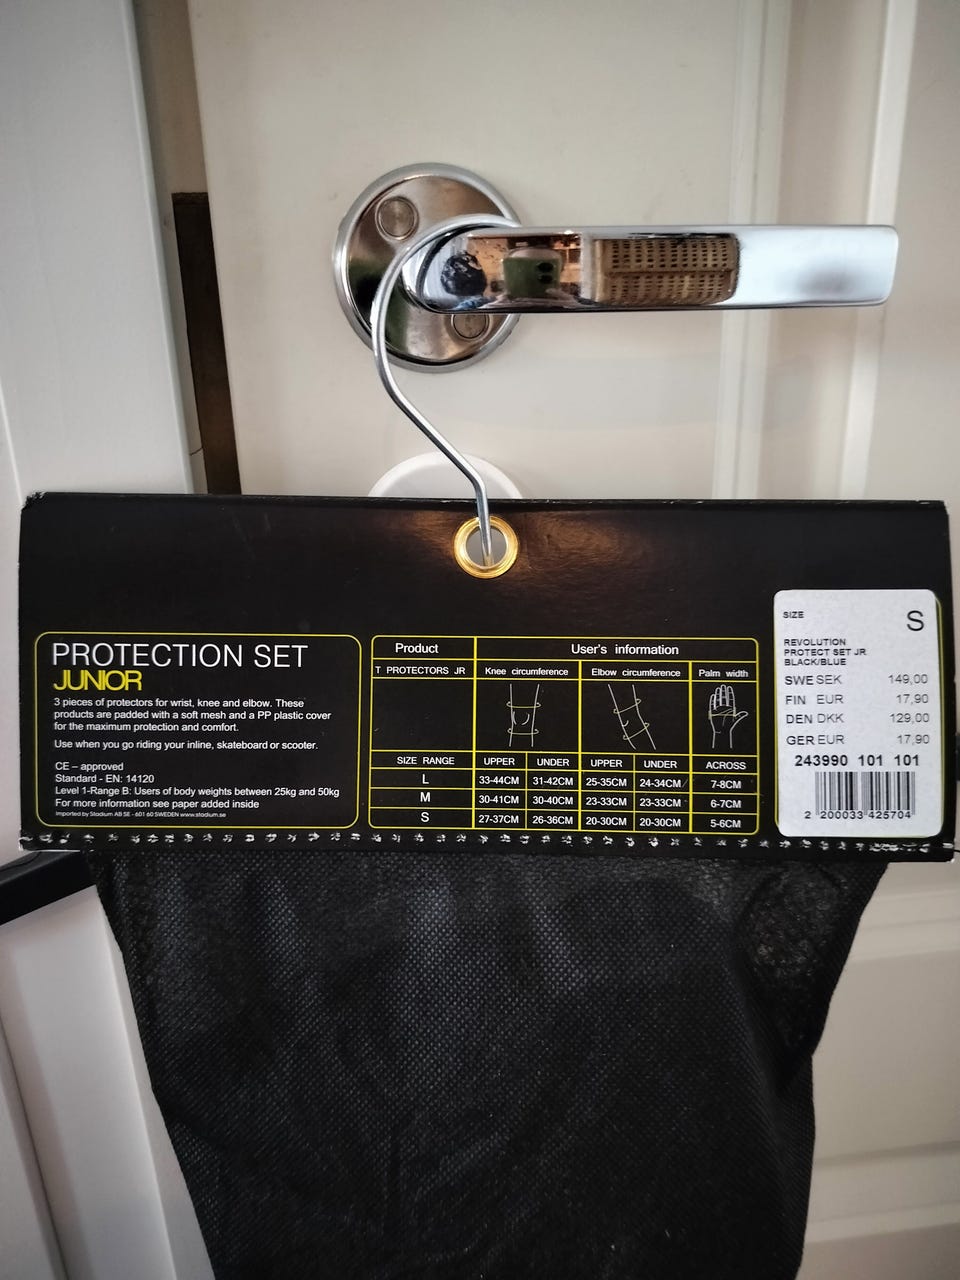 PROTECTION SET
JUNIOR
3 pieces of protectors for wrist, knee and elbow. These
products are padded with a soft mesh and a PP plastic cover
for the maximum protection and comfort.
Use when you go riding your inline, skateboard or scooter.
CE – approved
Standard - EN: 14120
Level 1-Range B: Users of body weights between 25kg and 50kg
For more information see paper added inside
Imported by Stadium AB SE - 601 60 SWEDEN www.stadium.se
Product User's information
T PROTECTORS JR Knee circumference Elbow circumference Palm width
SIZE RANGE UPPER UNDER UPPER UNDER ACROSS
L 33-44CM 31-42CM 25-35CM 24-34CM 7-8CM
M 30-41CM 30-40CM 23-33CM 23-33CM 6-7CM
S 27-37CM 26-36CM 20-30CM 20-30CM 5-6CM
SIZE S
REVOLUTION
PROTECT SET JR
BLACK/BLUE
SWE SEK 149,00
FIN EUR 17,90
DEN DKK 129,00
GER EUR 17,90
243990 101 101
2 200033 425704